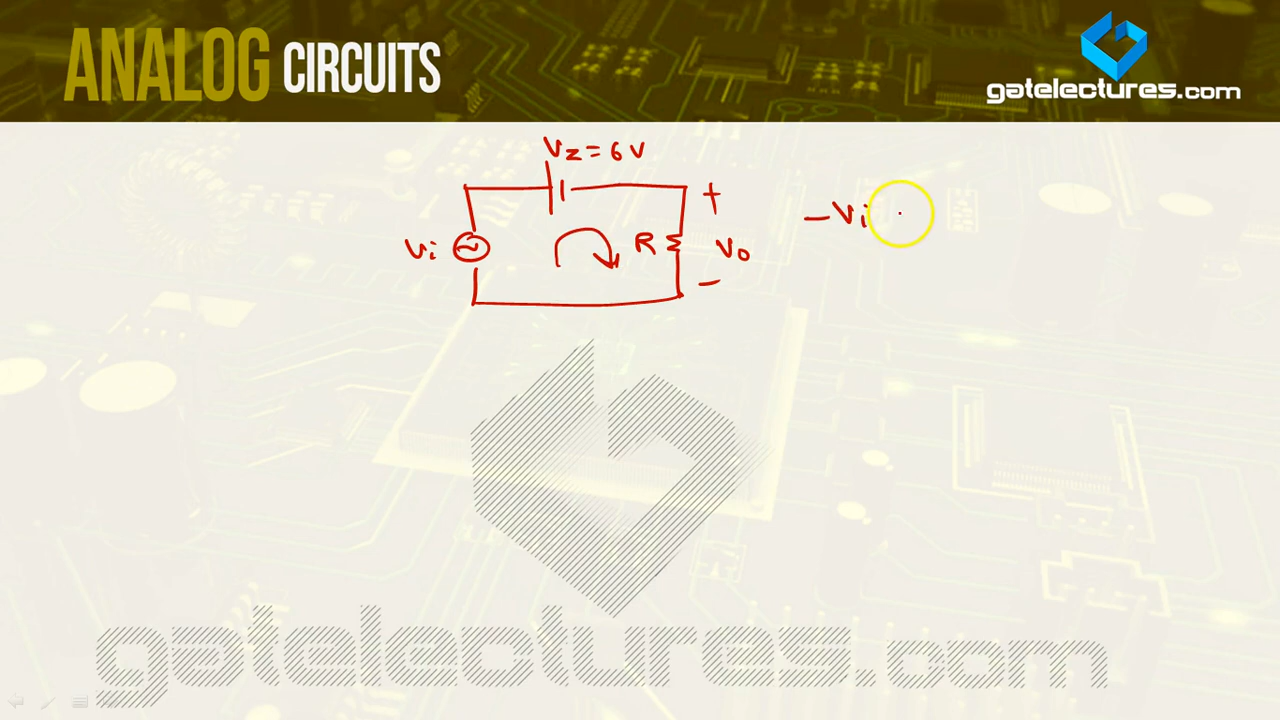 ANALOG CIRCUITS
gatelectures.com
Vz = 6V
+
Vi
R
Vo
-
-Vi
gatelectures.com